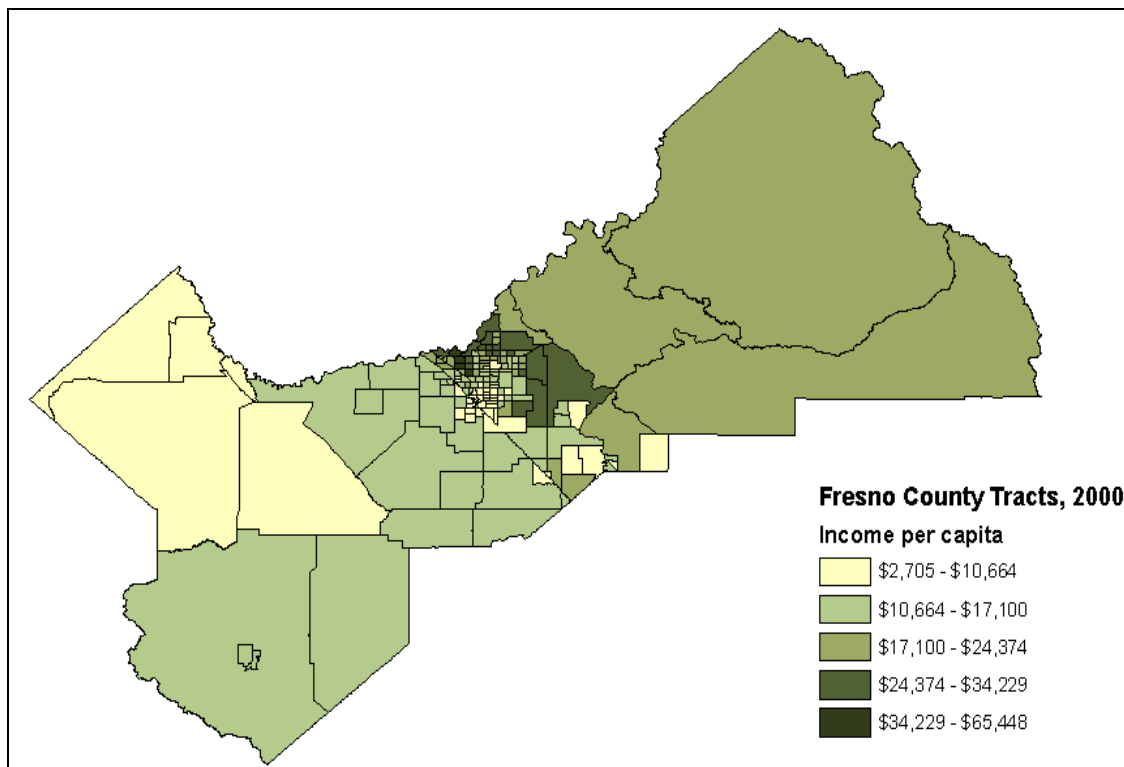 Fresno County Tracts, 2000
Income per capita
$2,705 - $10,664
$10,664 - $17,100
$17,100 - $24,374
$24,374 - $34,229
$34,229 - $65,448